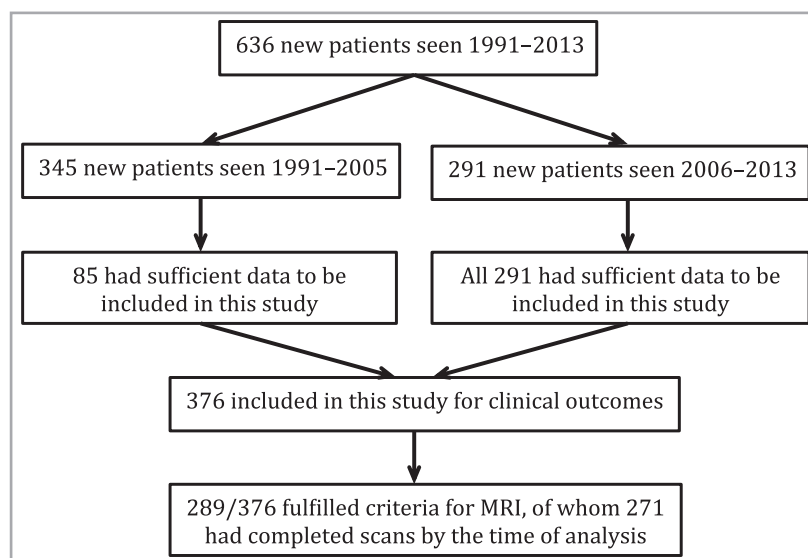 636 new patients seen 1991–2013
345 new patients seen 1991–2005
291 new patients seen 2006–2013
85 had sufficient data to be
included in this study
All 291 had sufficient data to be
included in this study
376 included in this study for clinical outcomes
289/376 fulfilled criteria for MRI, of whom 271
had completed scans by the time of analysis